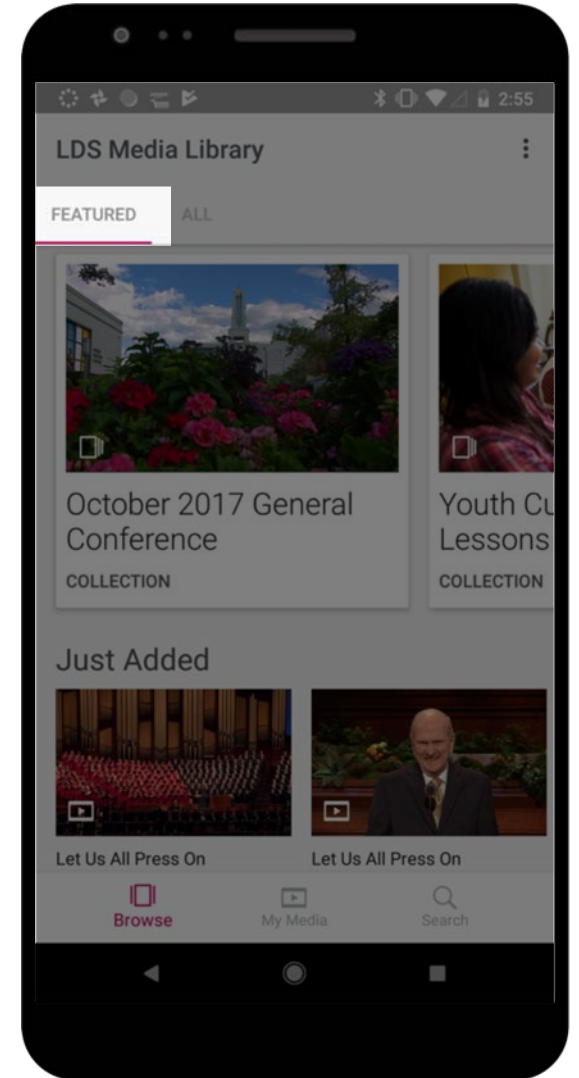 2:55
LDS Media Library
FEATURED ALL
October 2017 General
Conference
COLLECTION
Youth Cu
Lessons
COLLECTION
Just Added
Let Us All Press On
Let Us All Press On
Browse
My Media
Search